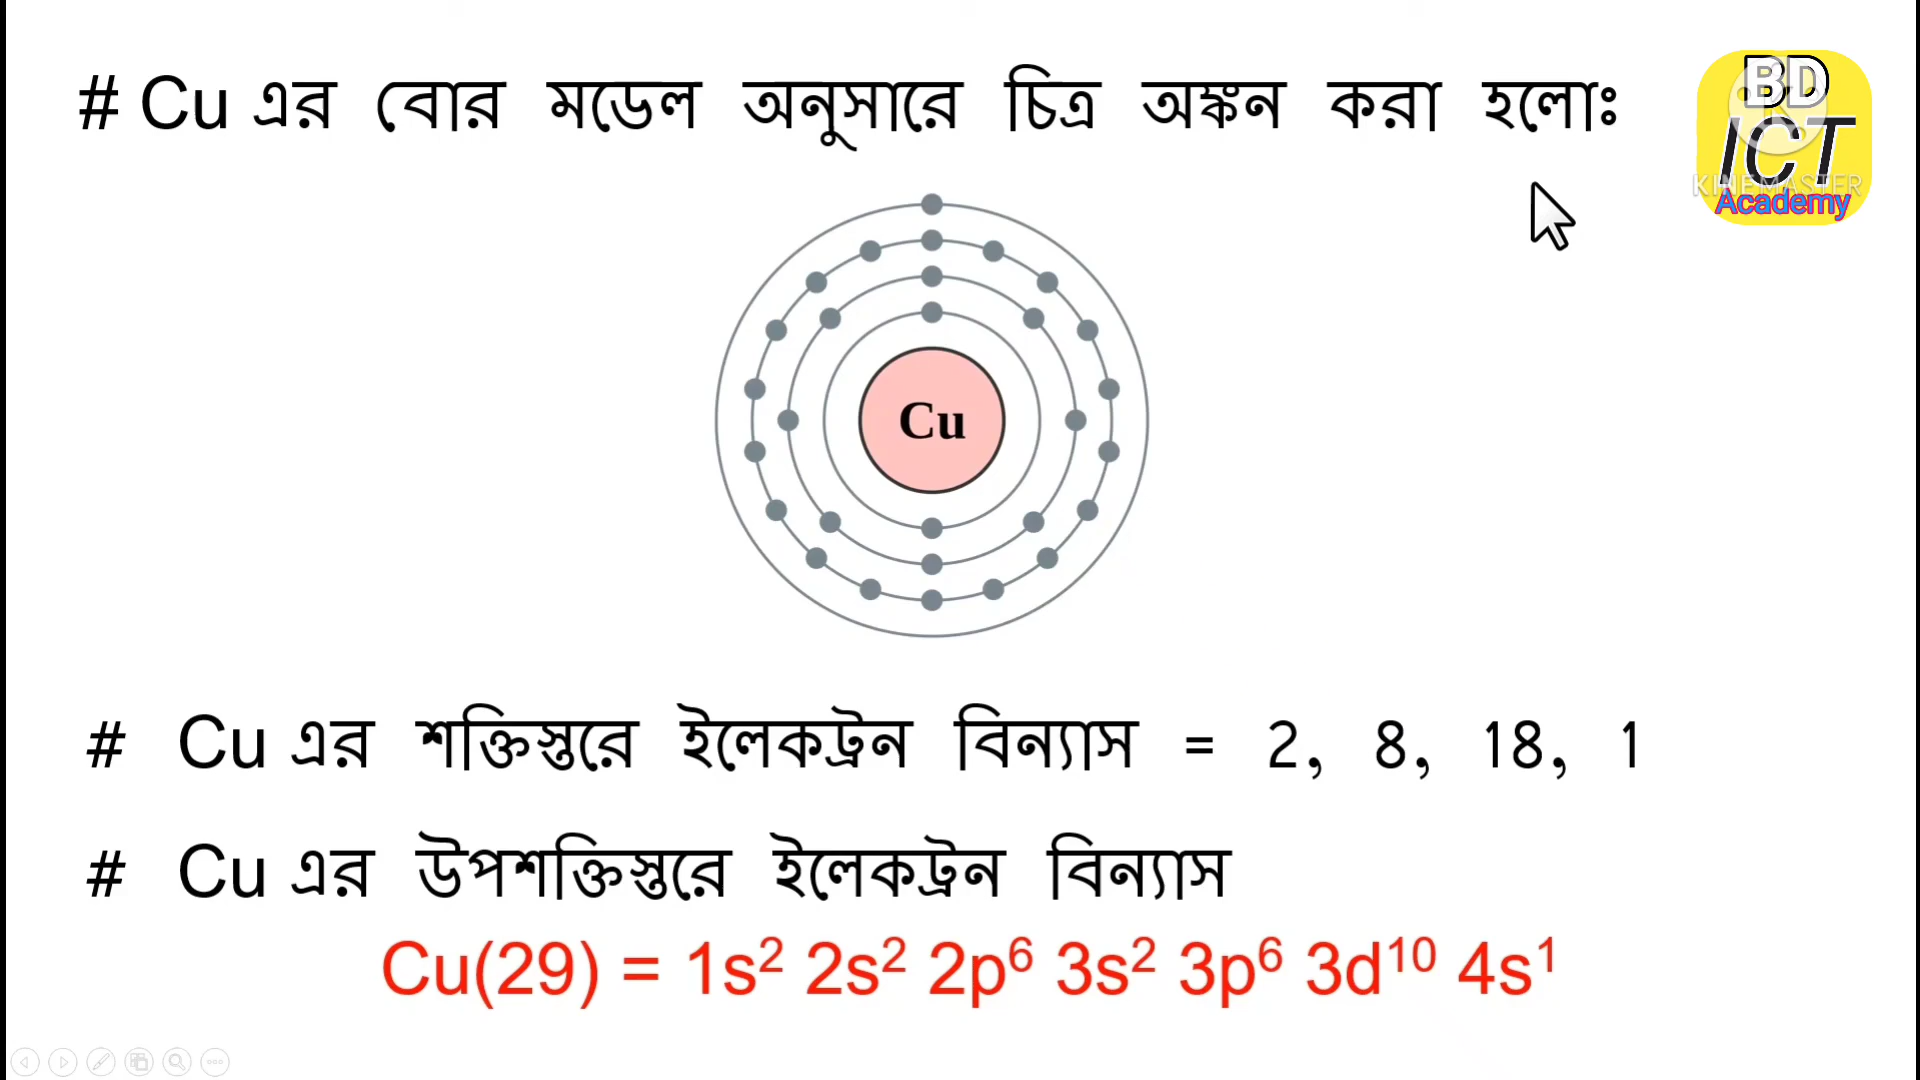 # Cu এর বোর মডেল অনুসারে চিত্র অঙ্কন করা হলোঃ
BD
ICT
KINEMASTER
Academy
Cu
# Cu এর শক্তিস্তরে ইলেকট্রন বিন্যাস = 2, 8, 18, 1
# Cu এর উপশক্তিস্তরে ইলেকট্রন বিন্যাস
Cu(29) = 1s² 2s² 2p⁶ 3s² 3p⁶ 3d¹⁰ 4s¹